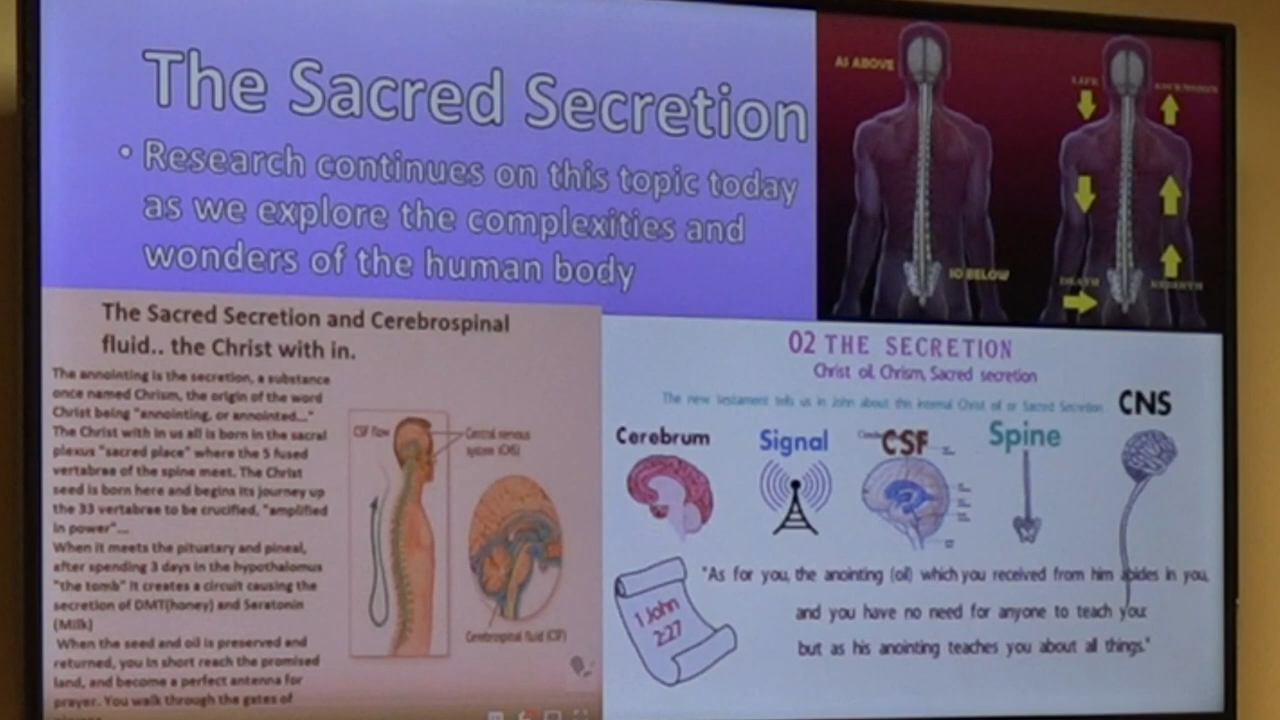 The Sacred Secretion
• Research continues on this topic today
as we explore the complexities and
wonders of the human body
AS ABOVE
SO BELOW
LIFE
DEATH
REBIRTH
The Sacred Secretion and Cerebrospinal
fluid.. the Christ with in.
The annointing is the secretion, a substance
once named Chrism, the origin of the word
Christ being "annointing, or annointed..."
The Christ with in us all is born in the sacral
plexus "sacred place" where the 5 fused
vertabrae of the spine meet. The Christ
seed is born here and begins its journey up
the 33 vertabrae to be crucified, "amplified
in power"...
When it meets the pituatary and pineal,
after spending 3 days in the hypothalomus
"the tomb" it creates a circuit causing the
secretion of DMT(honey) and Seratonin
(Milk)
When the seed and oil is preserved and
returned, you in short reach the promised
land, and become a perfect antenna for
prayer. You walk through the gates of
CSF flow
Central nervous
system (CNS)
Cerebrospinal fluid (CSF)
02 THE SECRETION
Christ oil, Chrism, Sacred secretion
The new testament tells us in John about this internal Christ oil or Sacred Secretion
Cerebrum
Signal
CSF
Spine
CNS
1 John
2:27
"As for you, the anointing (oil) which you received from him abides in you,
and you have no need for anyone to teach you:
but as his anointing teaches you about all things."